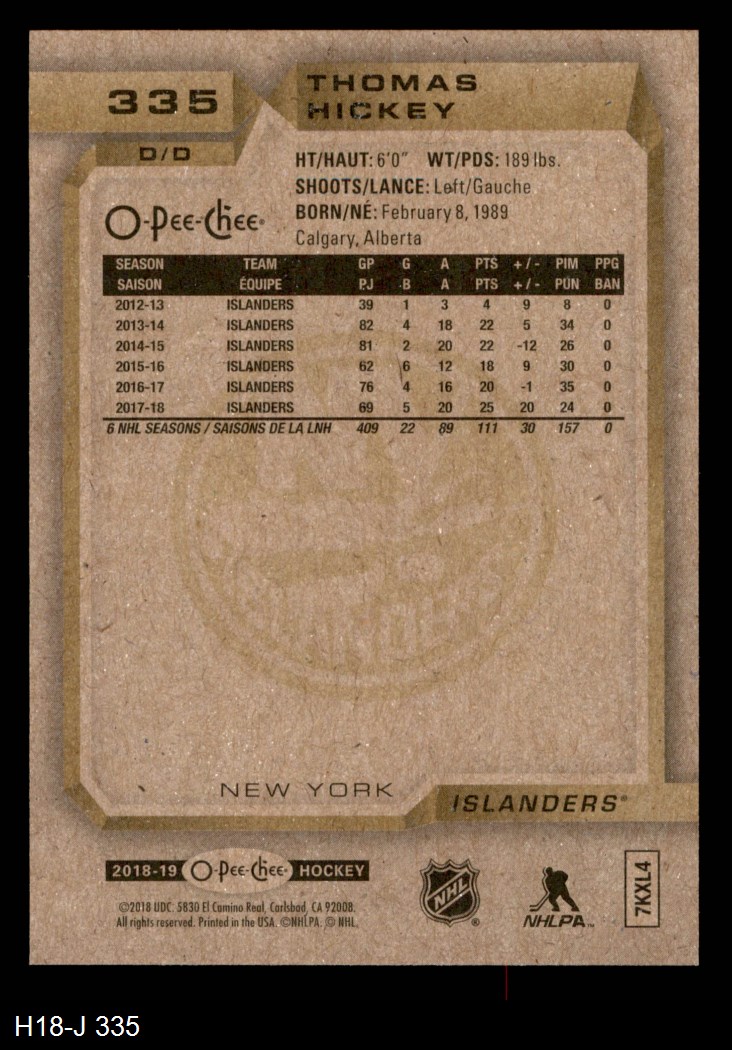 335
THOMAS
HICKEY
D/D
HT/HAUT: 6'0" WT/PDS: 189 lbs.
SHOOTS/LANCE: Left/Gauche
BORN/NÉ: February 8, 1989
Calgary, Alberta
O-Pee-Chee®
SEASON TEAM GP G A PTS +/- PIM PPG
SAISON ÉQUIPE PJ B A PTS +/- PUN BAN
2012-13 ISLANDERS 39 1 3 4 9 8 0
2013-14 ISLANDERS 82 4 18 22 5 34 0
2014-15 ISLANDERS 81 2 20 22 -12 26 0
2015-16 ISLANDERS 62 6 12 18 9 30 0
2016-17 ISLANDERS 76 4 16 20 -1 35 0
2017-18 ISLANDERS 69 5 20 25 20 24 0
6 NHL SEASONS / SAISONS DE LA LNH 409 22 89 111 30 157 0
NEW YORK
ISLANDERS®
2018-19 O-Pee-Chee® HOCKEY
©2018 UDC. 5830 El Camino Real, Carlsbad, CA 92008.
All rights reserved. Printed in the USA. ©NHLPA. © NHL.
NHL®
NHLPA™
7KXL4
H18-J 335